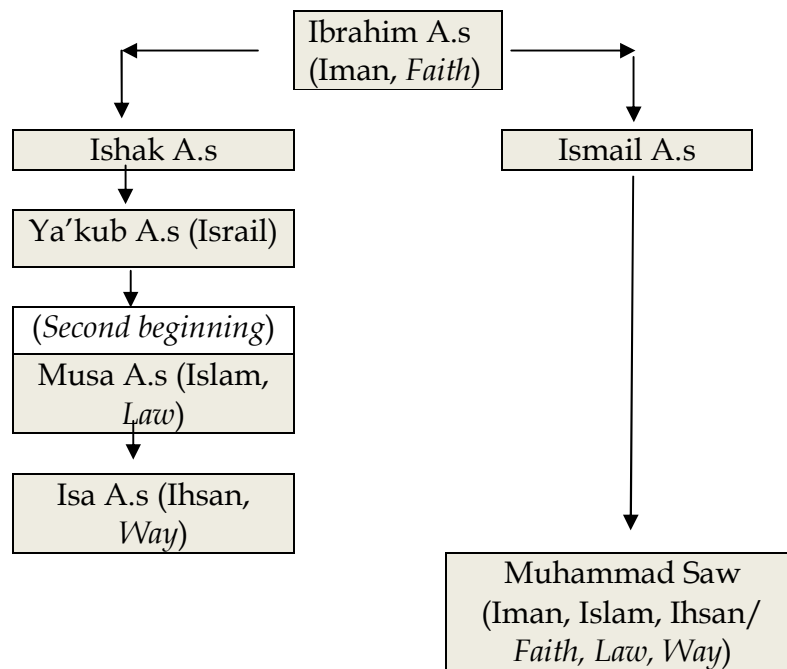 Ibrahim A.s
(Iman, Faith)
Ishak A.s
Ismail A.s
Ya’kub A.s (Israil)
(Second beginning)
Musa A.s (Islam,
Law)
Isa A.s (Ihsan,
Way)
Muhammad Saw
(Iman, Islam, Ihsan/
Faith, Law, Way)